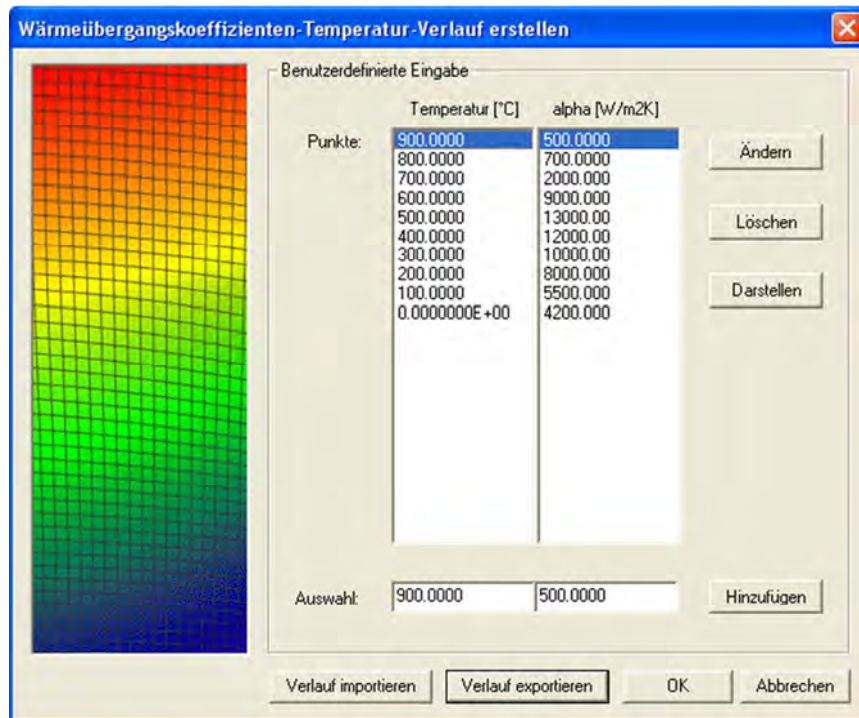 Wärmeübergangskoeffizienten-Temperatur-Verlauf erstellen
Benutzerdefinierte Eingabe
Temperatur [°C] alpha [W/m2K]
Punkte: 900.0000 500.0000 Ändern
800.0000 700.0000
700.0000 2000.000
600.0000 9000.000
500.0000 13000.00 Löschen
400.0000 12000.00
300.0000 10000.00
200.0000 8000.000
100.0000 5500.000 Darstellen
0.0000000E+00 4200.000
Auswahl: 900.0000 500.0000 Hinzufügen
Verlauf importieren Verlauf exportieren OK Abbrechen